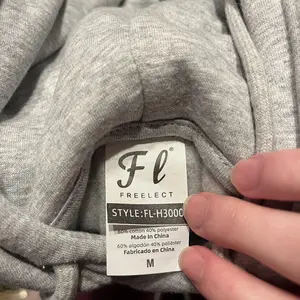 Fl
FREELECT
STYLE:FL-H3000
60% cotton 40% polyester
Made in China
60% algodón 40% poliéster
Fabricado en China
M